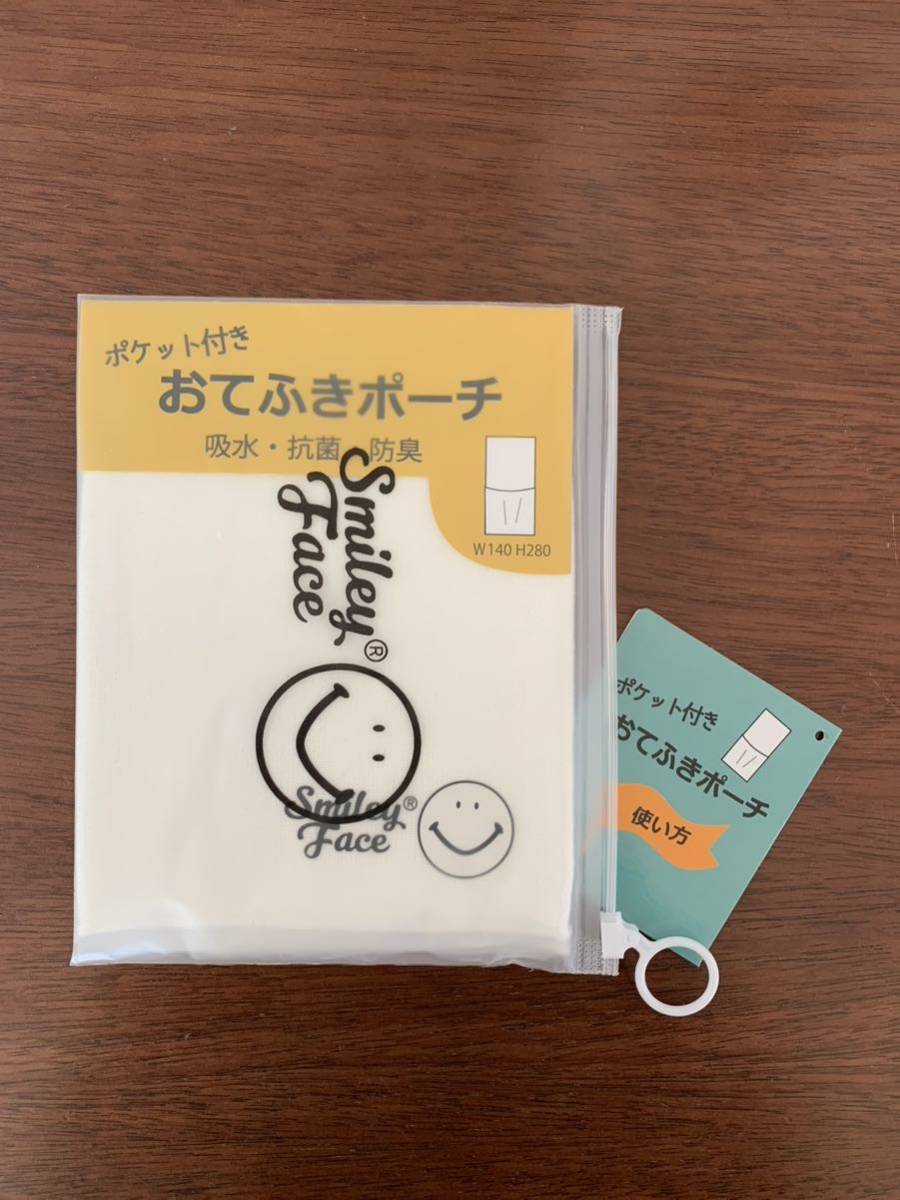 ポケット付き
おてふきポーチ
吸水・抗菌・防臭
W140 H280
Smiley®
Face
Smiley®
Face
ポケット付き
おてふきポーチ
使い方